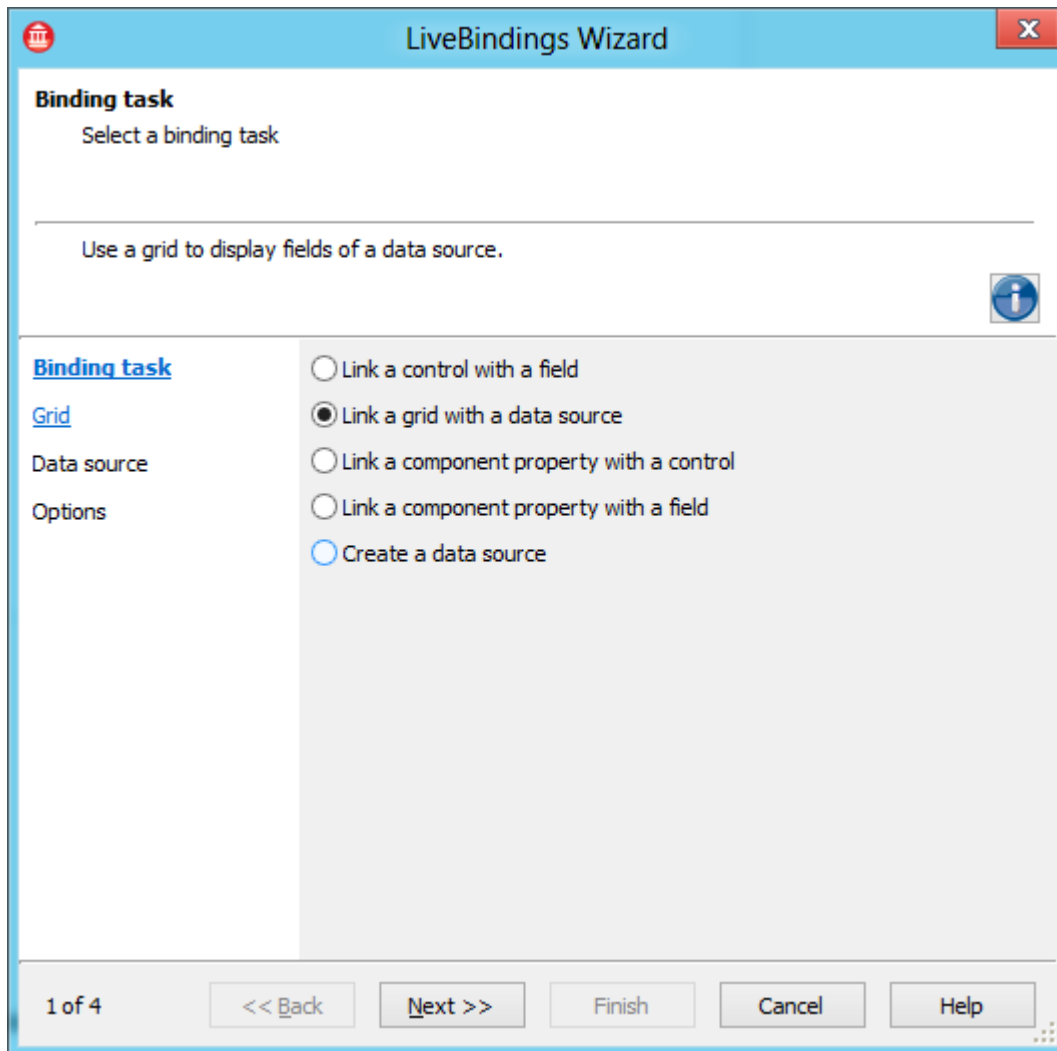 LiveBindings Wizard
x
Binding task
Select a binding task
Use a grid to display fields of a data source.
i
Binding task
Grid
Data source
Options
Link a control with a field
Link a grid with a data source
Link a component property with a control
Link a component property with a field
Create a data source
1 of 4
<< Back
Next >>
Finish
Cancel
Help